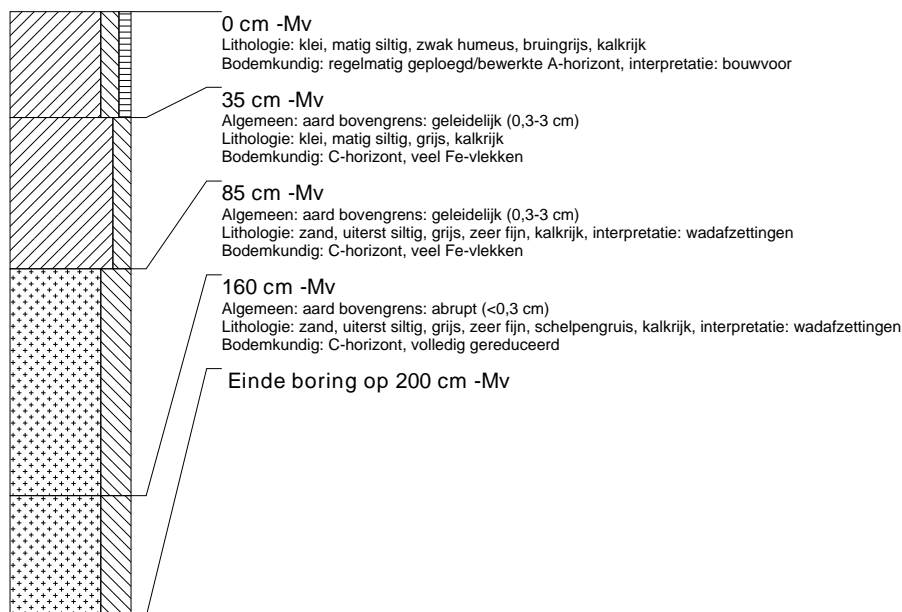 0 cm -Mv
Lithologie: klei, matig siltig, zwak humeus, bruingrijs, kalkrijk
Bodemkundig: regelmatig geploegd/bewerkte A-horizont, interpretatie: bouwvoor
35 cm -Mv
Algemeen: aard bovengrens: geleidelijk (0,3-3 cm)
Lithologie: klei, matig siltig, grijs, kalkrijk
Bodemkundig: C-horizont, veel Fe-vlekken
85 cm -Mv
Algemeen: aard bovengrens: geleidelijk (0,3-3 cm)
Lithologie: zand, uiterst siltig, grijs, zeer fijn, kalkrijk, interpretatie: wadafzettingen
Bodemkundig: C-horizont, veel Fe-vlekken
160 cm -Mv
Algemeen: aard bovengrens: abrupt (<0,3 cm)
Lithologie: zand, uiterst siltig, grijs, zeer fijn, schelpengruis, kalkrijk, interpretatie: wadafzettingen
Bodemkundig: C-horizont, volledig gereduceerd
Einde boring op 200 cm -Mv